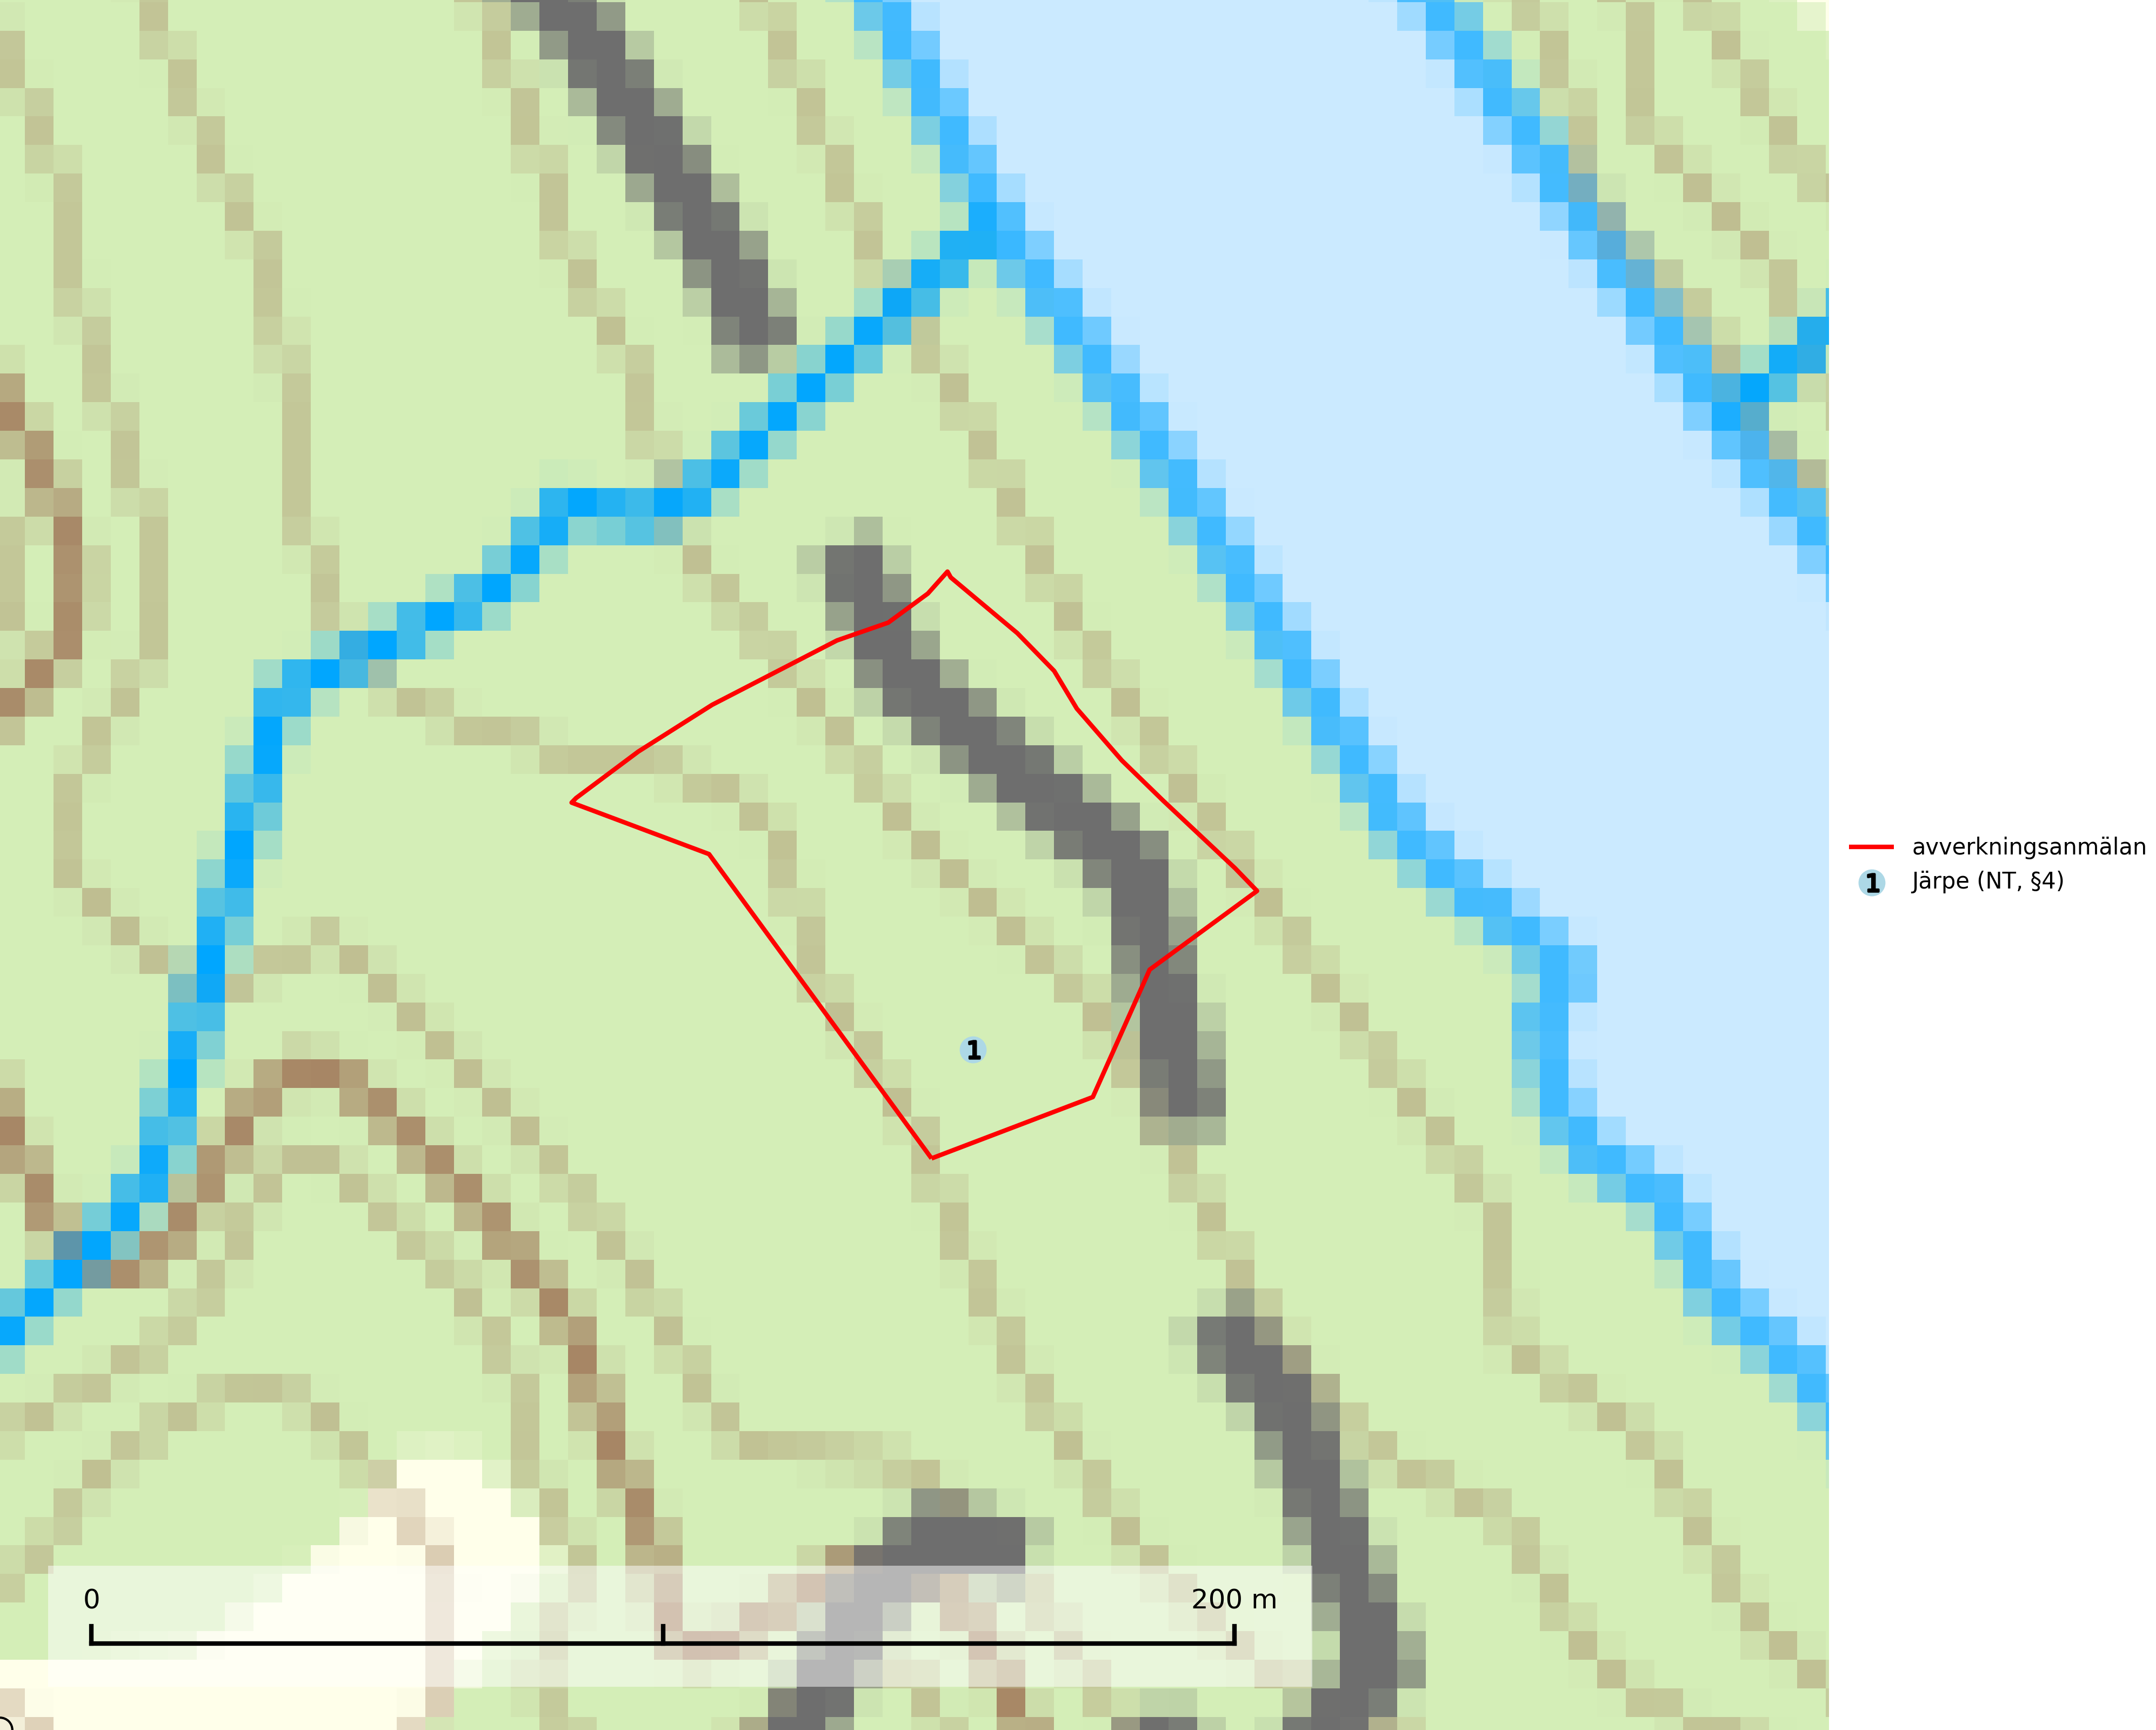 1
0
200 m
avverkningsanmälan
1 Järpe (NT, §4)